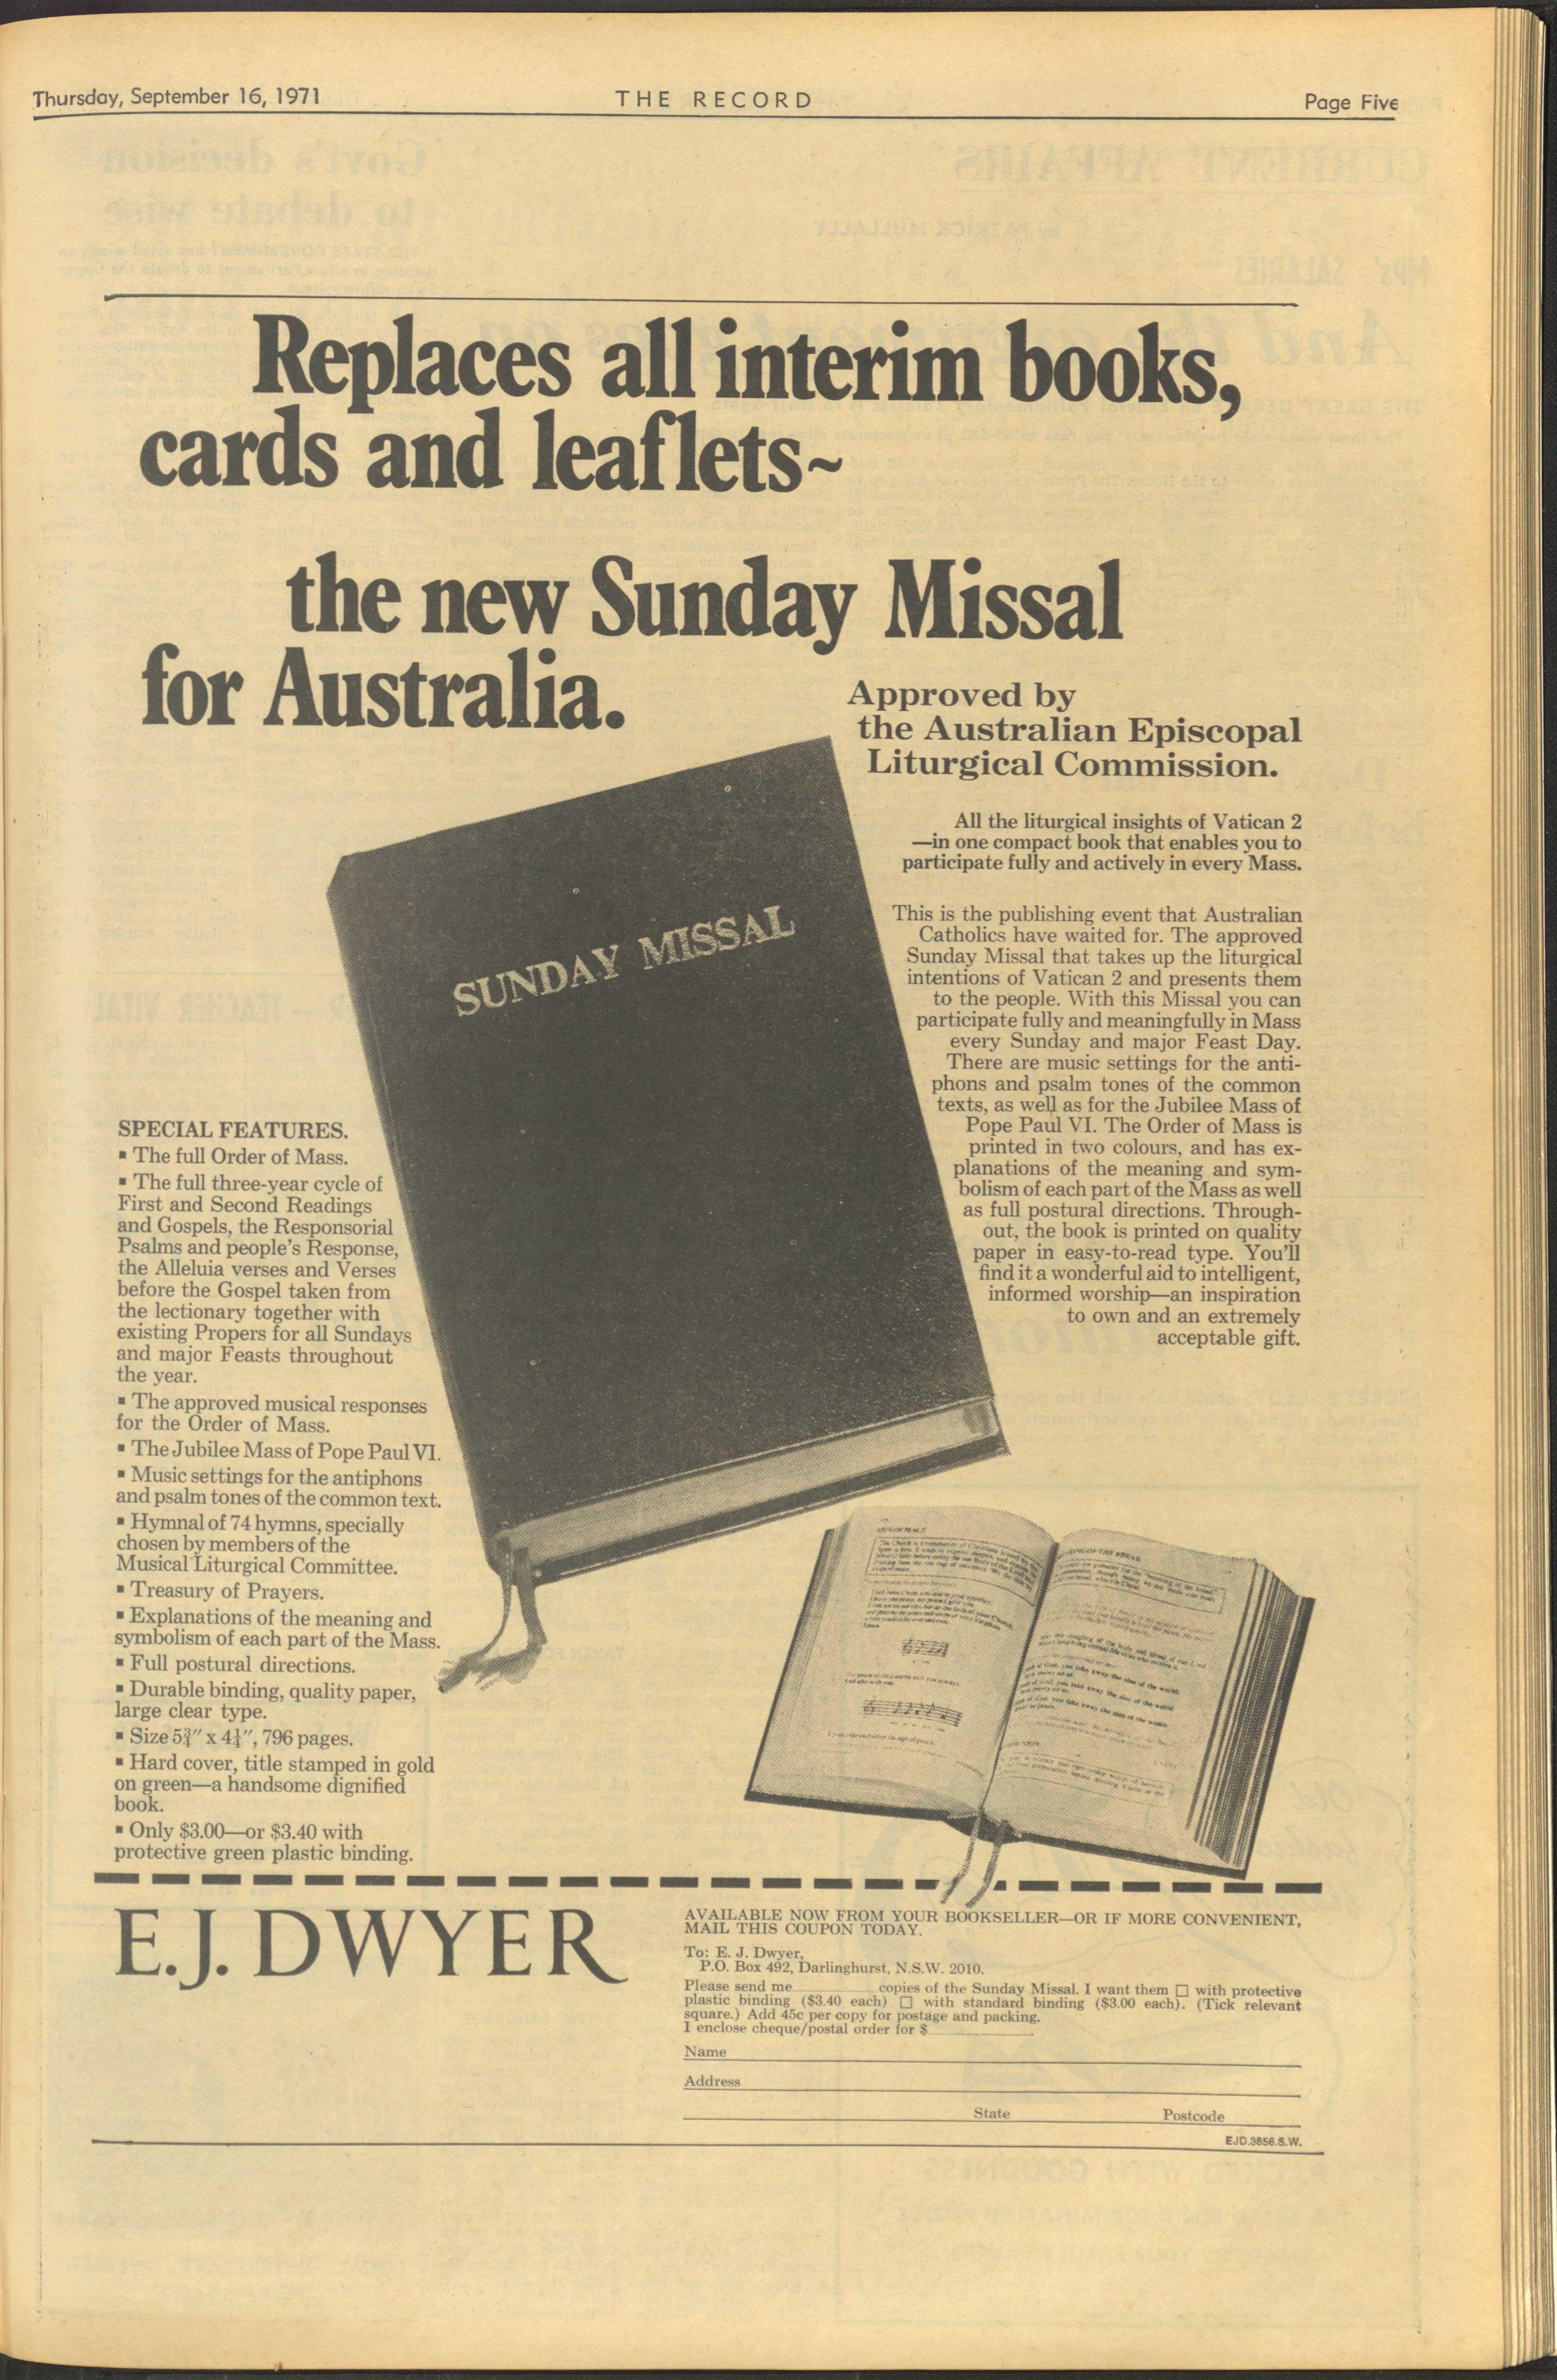 Thursday, September 16, 1971
THE RECORD
Page Five
Replaces all interim books,
cards and leaflets~
the new Sunday Missal
for Australia.
Approved by
the Australian Episcopal
Liturgical Commission.
All the liturgical insights of Vatican 2
—in one compact book that enables you to
participate fully and actively in every Mass.
This is the publishing event that Australian
Catholics have waited for. The approved
Sunday Missal that takes up the liturgical
intentions of Vatican 2 and presents them
to the people. With this Missal you can
participate fully and meaningfully in Mass
every Sunday and major Feast Day.
There are music settings for the anti-
phons and psalm tones of the common
texts, as well as for the Jubilee Mass of
Pope Paul VI. The Order of Mass is
printed in two colours, and has ex-
planations of the meaning and sym-
bolism of each part of the Mass as well
as full postural directions. Through-
out, the book is printed on quality
paper in easy-to-read type. You'll
find it a wonderful aid to intelligent,
informed worship—an inspiration
to own and an extremely
acceptable gift.
SUNDAY MISSAL
SPECIAL FEATURES.
▪ The full Order of Mass.
▪ The full three-year cycle of
First and Second Readings
and Gospels, the Responsorial
Psalms and people's Response,
the Alleluia verses and Verses
before the Gospel taken from
the lectionary together with
existing Propers for all Sundays
and major Feasts throughout
the year.
▪ The approved musical responses
for the Order of Mass.
▪ The Jubilee Mass of Pope Paul VI.
▪ Music settings for the antiphons
and psalm tones of the common text.
▪ Hymnal of 74 hymns, specially
chosen by members of the
Musical Liturgical Committee.
▪ Treasury of Prayers.
▪ Explanations of the meaning and
symbolism of each part of the Mass.
▪ Full postural directions.
▪ Durable binding, quality paper,
large clear type.
▪ Size 5¾″ x 4¼″, 796 pages.
▪ Hard cover, title stamped in gold
on green—a handsome dignified
book.
▪ Only $3.00—or $3.40 with
protective green plastic binding.
E.J. DWYER
AVAILABLE NOW FROM YOUR BOOKSELLER—OR IF MORE CONVENIENT,
MAIL THIS COUPON TODAY.
To: E. J. Dwyer,
P.O. Box 492, Darlinghurst, N.S.W. 2010.
Please send me copies of the Sunday Missal. I want them □ with protective
plastic binding ($3.40 each) □ with standard binding ($3.00 each). (Tick relevant
square.) Add 45c per copy for postage and packing.
I enclose cheque/postal order for $
Name
Address
State Postcode
EJD.3856.S.W.